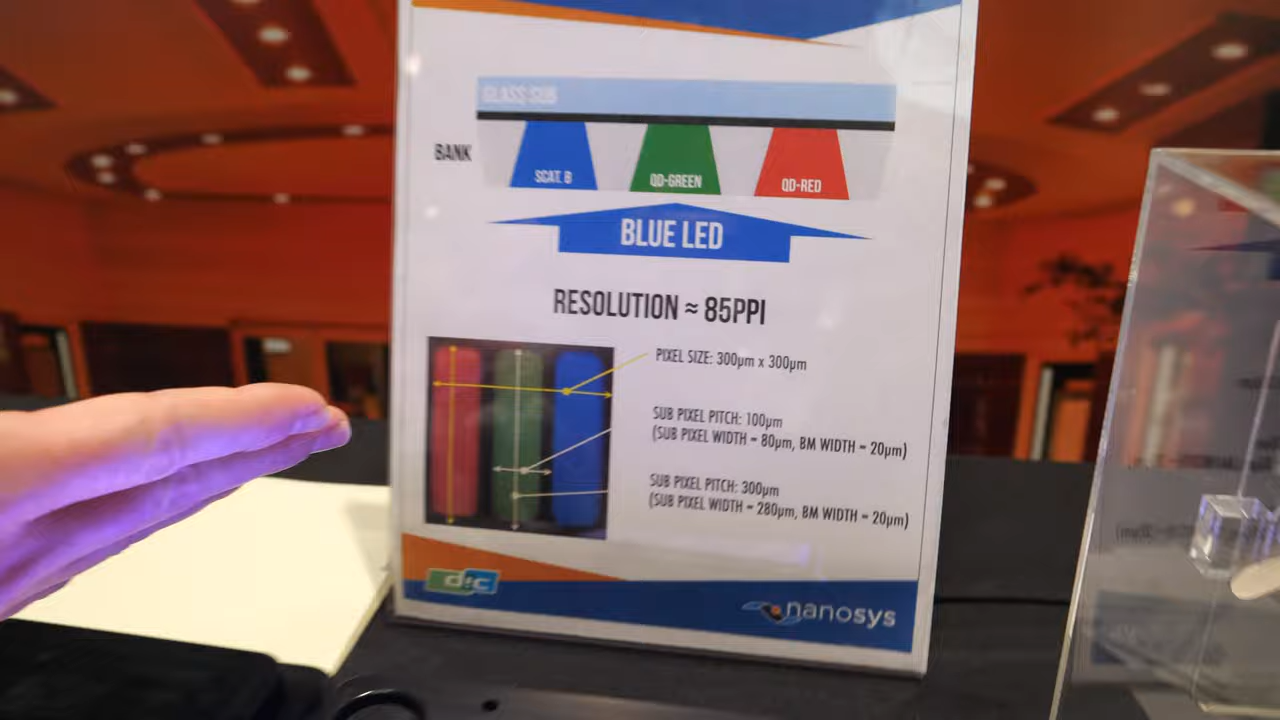 GLASS SUB
BANK
SCAT. B
QD-GREEN
QD-RED
BLUE LED
RESOLUTION ≈ 85PPI
PIXEL SIZE: 300µm x 300µm
SUB PIXEL PITCH: 100µm
(SUB PIXEL WIDTH = 80µm, BM WIDTH = 20µm)
SUB PIXEL PITCH: 300µm
(SUB PIXEL WIDTH = 280µm, BM WIDTH = 20µm)
dic
nanosys